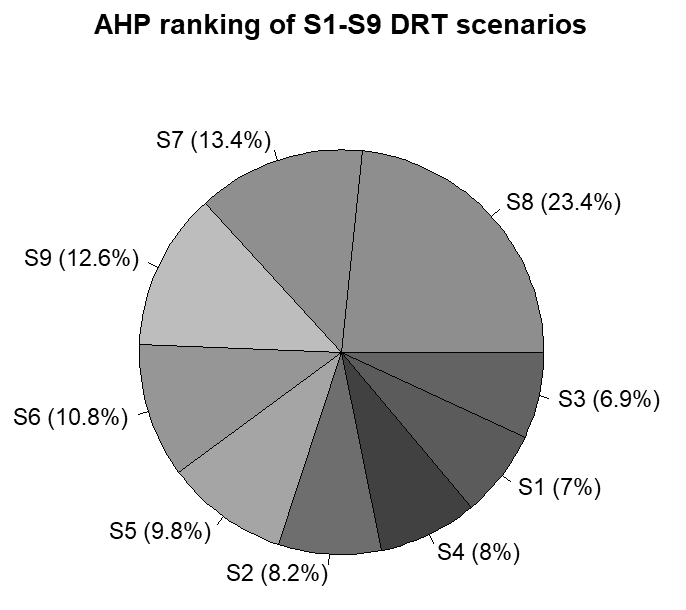 AHP ranking of S1-S9 DRT scenarios
S7 (13.4%)
S8 (23.4%)
S9 (12.6%)
S3 (6.9%)
S6 (10.8%)
S1 (7%)
S5 (9.8%)
S4 (8%)
S2 (8.2%)